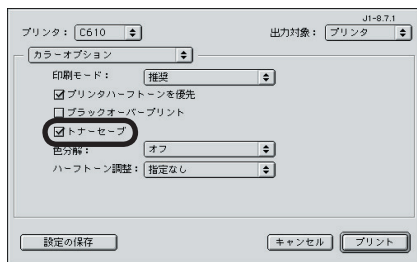 J1-8.7.1
プリンタ： C610 出力対象： プリンタ
カラーオプション
印刷モード： 推奨
プリンタハーフトーンを優先
ブラックオーバープリント
トナーセーブ
色分解： オフ
ハーフトーン調整： 指定なし
設定の保存 キャンセル プリント